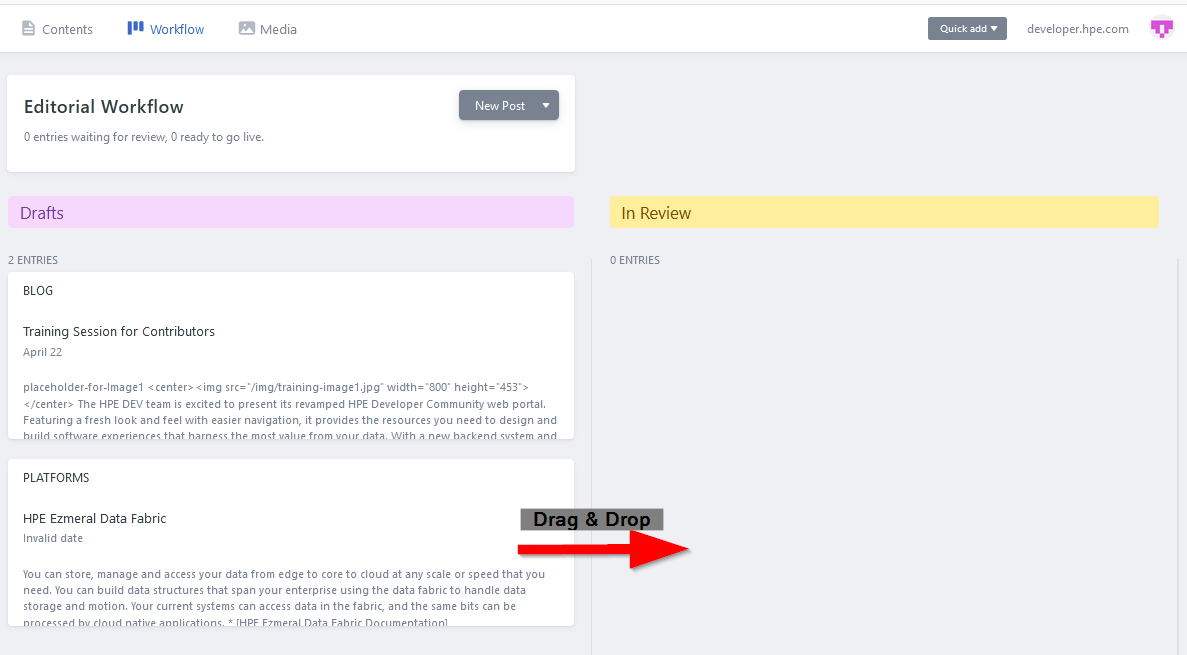 Contents
Workflow
Media
Quick add
developer.hpe.com
Editorial Workflow
New Post
0 entries waiting for review, 0 ready to go live.
Drafts
In Review
2 ENTRIES
0 ENTRIES
BLOG
Training Session for Contributors
April 22
placeholder-for-Image1 <center><img src="/img/training-image1.jpg" width="800" height="453">
</center> The HPE DEV team is excited to present its revamped HPE Developer Community web portal.
Featuring a fresh look and feel with easier navigation, it provides the resources you need to design and
build software experiences that harness the most value from your data. With a new backend system and
PLATFORMS
HPE Ezmeral Data Fabric
Invalid date
Drag & Drop
You can store, manage and access your data from edge to core to cloud at any scale or speed that you
need. You can build data structures that span your enterprise using the data fabric to handle data
storage and motion. Your current systems can access data in the fabric, and the same bits can be
processed by cloud native applications. * [HPE Ezmeral Data Fabric Documentation]